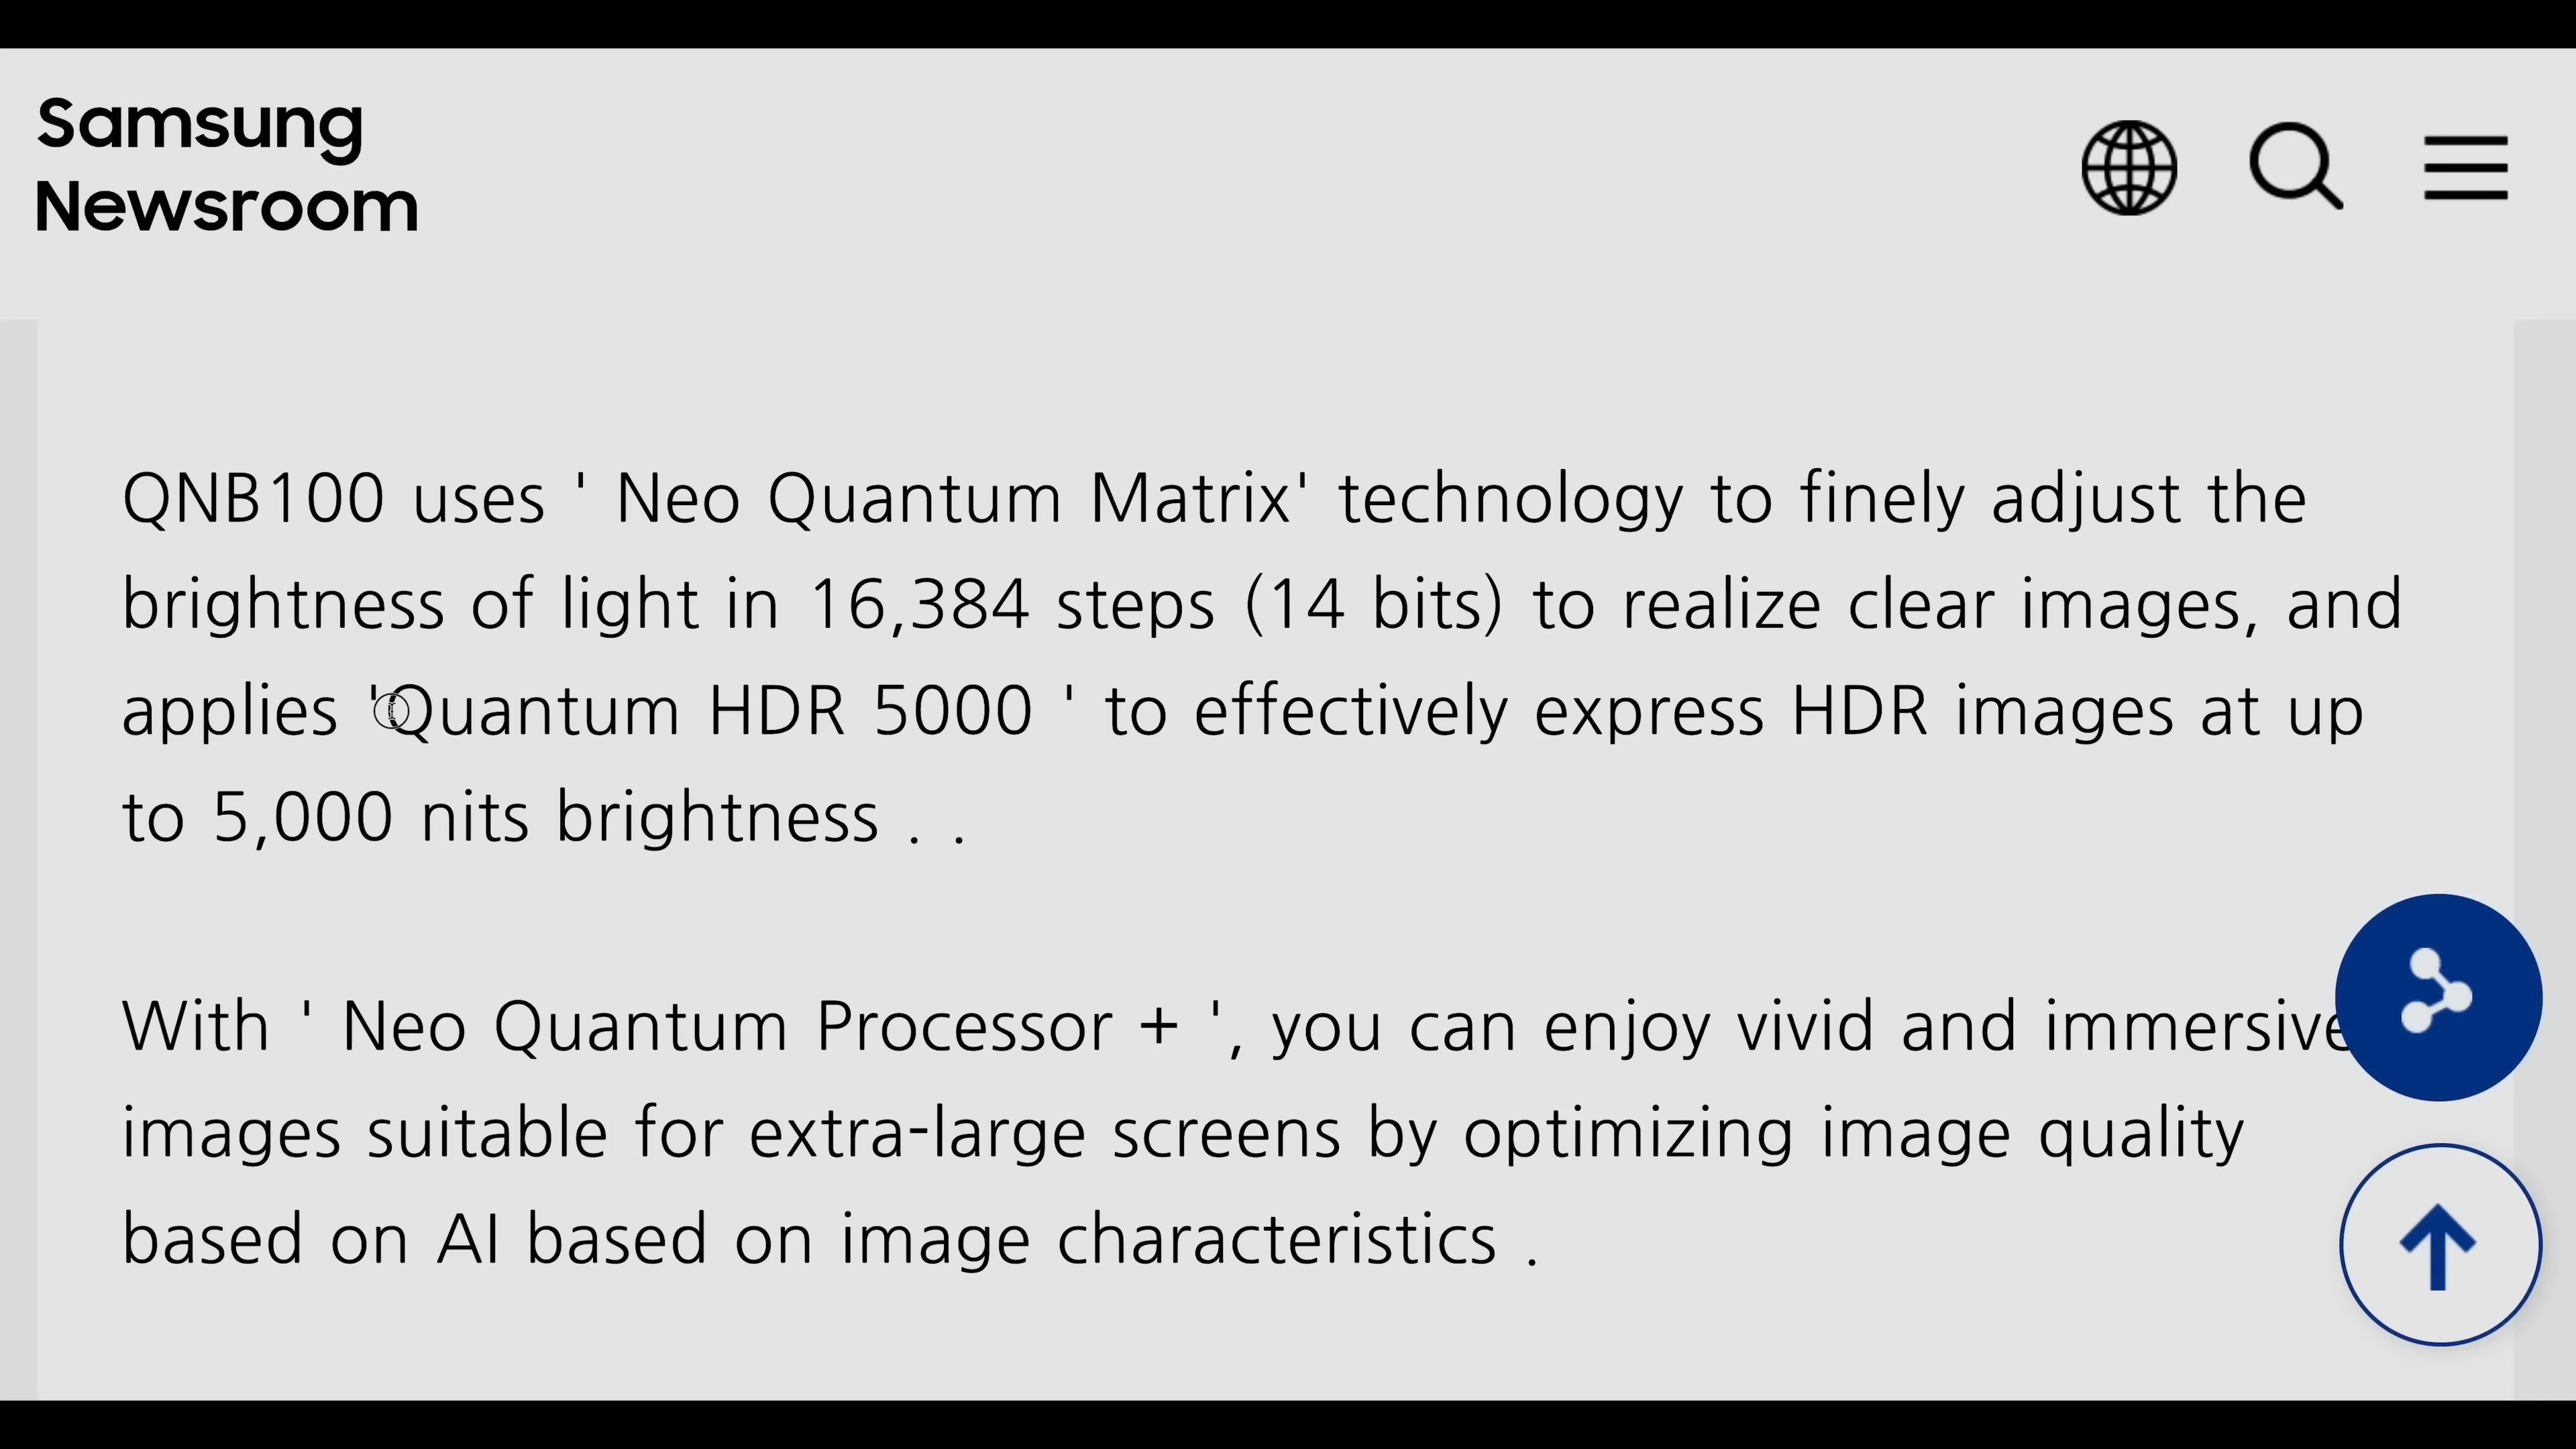 Samsung
Newsroom
QNB100 uses ' Neo Quantum Matrix' technology to finely adjust the
brightness of light in 16,384 steps (14 bits) to realize clear images, and
applies 'Quantum HDR 5000 ' to effectively express HDR images at up
to 5,000 nits brightness . .
With ' Neo Quantum Processor + ', you can enjoy vivid and immersive
images suitable for extra-large screens by optimizing image quality
based on AI based on image characteristics .